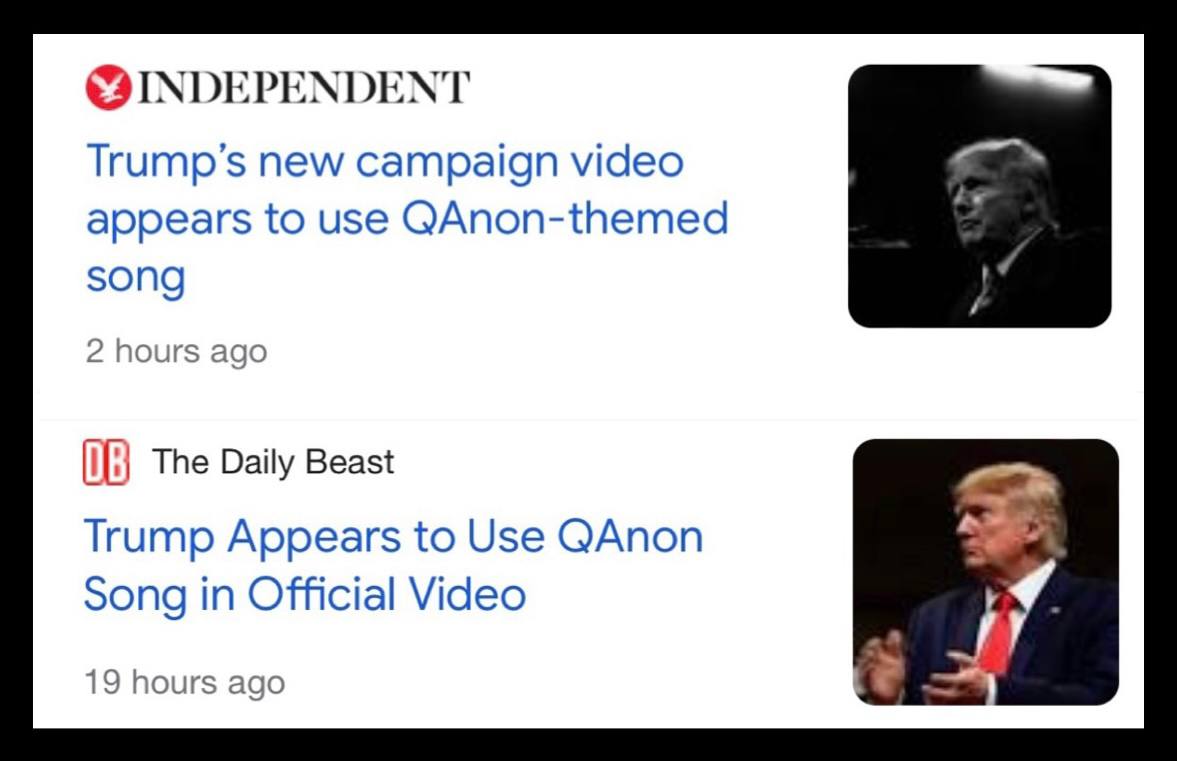 INDEPENDENT
Trump’s new campaign video
appears to use QAnon-themed
song
2 hours ago
DB The Daily Beast
Trump Appears to Use QAnon
Song in Official Video
19 hours ago